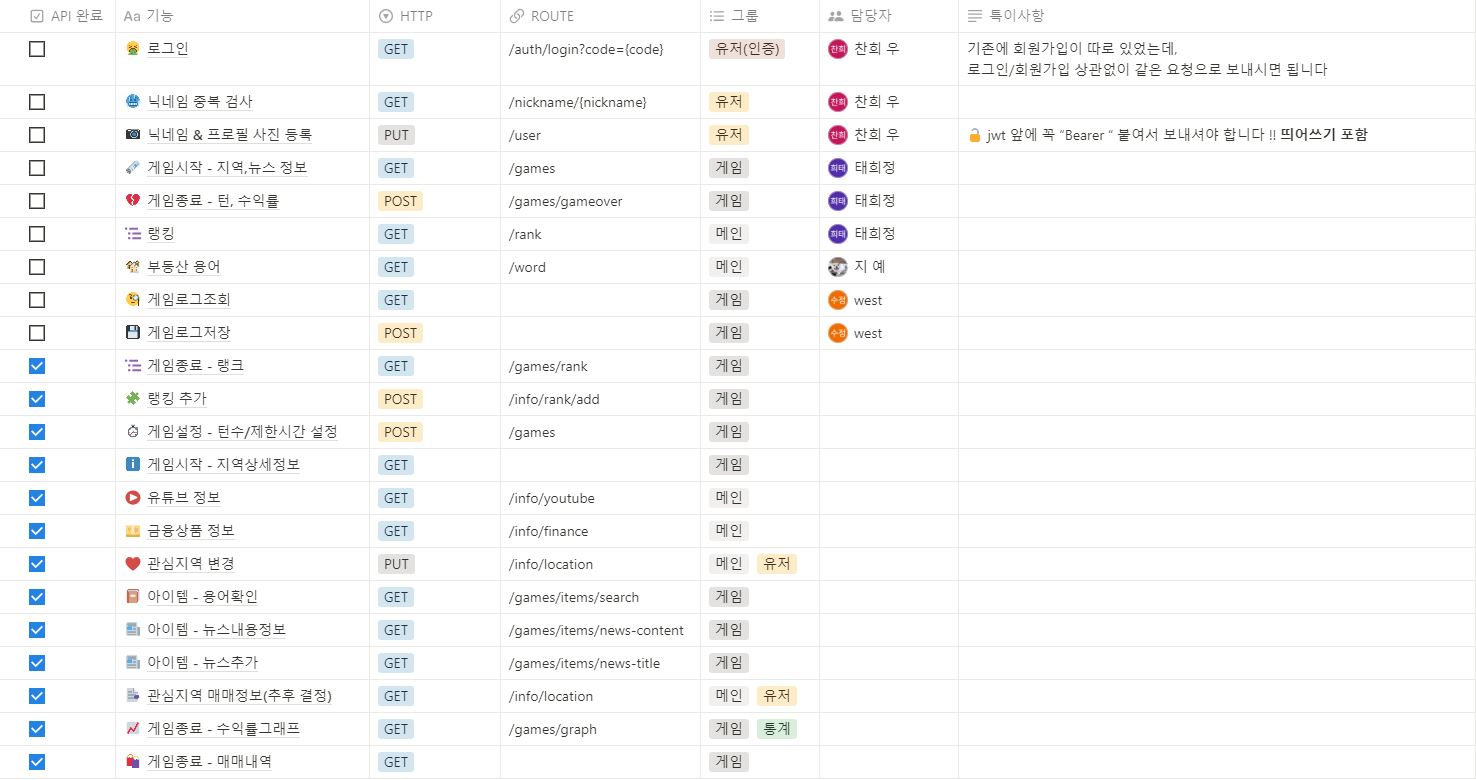 API 완료 Aa 기능 HTTP ROUTE 그룹 담당자 특이사항
로그인 GET /auth/login?code={code} 유저(인증) 찬희 찬희 우 기존에 회원가입이 따로 있었는데,
로그인/회원가입 상관없이 같은 요청으로 보내시면 됩니다
닉네임 중복 검사 GET /nickname/{nickname} 유저 찬희 찬희 우
닉네임 & 프로필 사진 등록 PUT /user 유저 찬희 찬희 우 jwt 앞에 꼭 “Bearer “ 붙여서 보내셔야 합니다 !! 띄어쓰기 포함
게임시작 - 지역,뉴스 정보 GET /games 게임 희태 태희정
게임종료 - 턴, 수익률 POST /games/gameover 게임 희태 태희정
랭킹 GET /rank 메인 희태 태희정
부동산 용어 GET /word 메인 지 예
게임로그조회 GET 게임 수정 west
게임로그저장 POST 게임 수정 west
게임종료 - 랭크 GET /games/rank 게임
랭킹 추가 POST /info/rank/add 게임
게임설정 - 턴수/제한시간 설정 POST /games 게임
게임시작 - 지역상세정보 GET 게임
유튜브 정보 GET /info/youtube 메인
금융상품 정보 GET /info/finance 메인
관심지역 변경 PUT /info/location 메인 유저
아이템 - 용어확인 GET /games/items/search 게임
아이템 - 뉴스내용정보 GET /games/items/news-content 게임
아이템 - 뉴스추가 GET /games/items/news-title 게임
관심지역 매매정보(추후 결정) GET /info/location 메인 유저
게임종료 - 수익률그래프 GET /games/graph 게임 통계
게임종료 - 매매내역 GET 게임